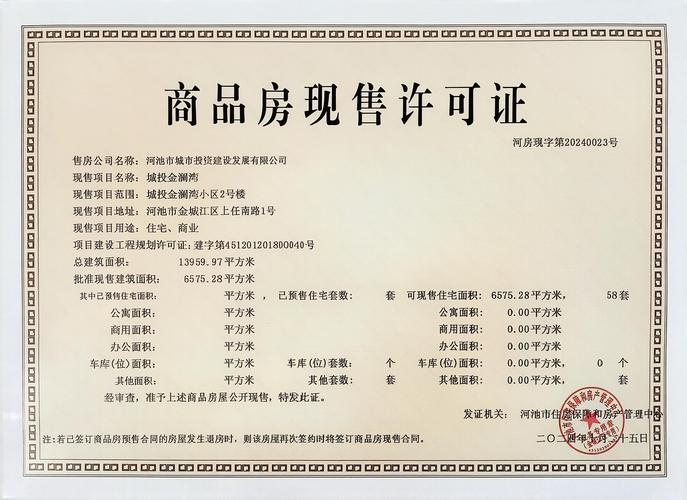 商品房现售许可证
河房现字第20240023号
售房公司名称：河池市城市投资建设发展有限公司
现售项目名称：城投金澜湾
现售项目范围：城投金澜湾小区2号楼
现售项目地址：河池市金城江区上任南路1号
现售项目用途：住宅、商业
项目建设工程规划许可证：建字第451201201800040号
总建筑面积： 13959.97平方米
批准现售建筑面积： 6575.28平方米
其中已预售住宅面积： 平方米，已预售住宅套数： 套 可现售住宅面积：6575.28平方米， 58套
公寓面积： 平方米 公寓面积： 0.00平方米
商用面积： 平方米 商用面积： 0.00平方米
办公面积： 平方米 办公面积： 0.00平方米
车库(位)面积： 平方米 车库(位)套数： 个 车库(位)面积： 0.00平方米， 0 个
其他面积： 平方米 其他套数： 套 其他面积： 0.00平方米， 套
经审查，准予上述商品房屋公开现售，特发此证。
发证机关： 河池市住房保障和房产管理中心
注：若已签订商品房预售合同的房屋发生退房时，则该房屋再次签约时将签订商品房现售合同。
二〇二四年 月 十五日